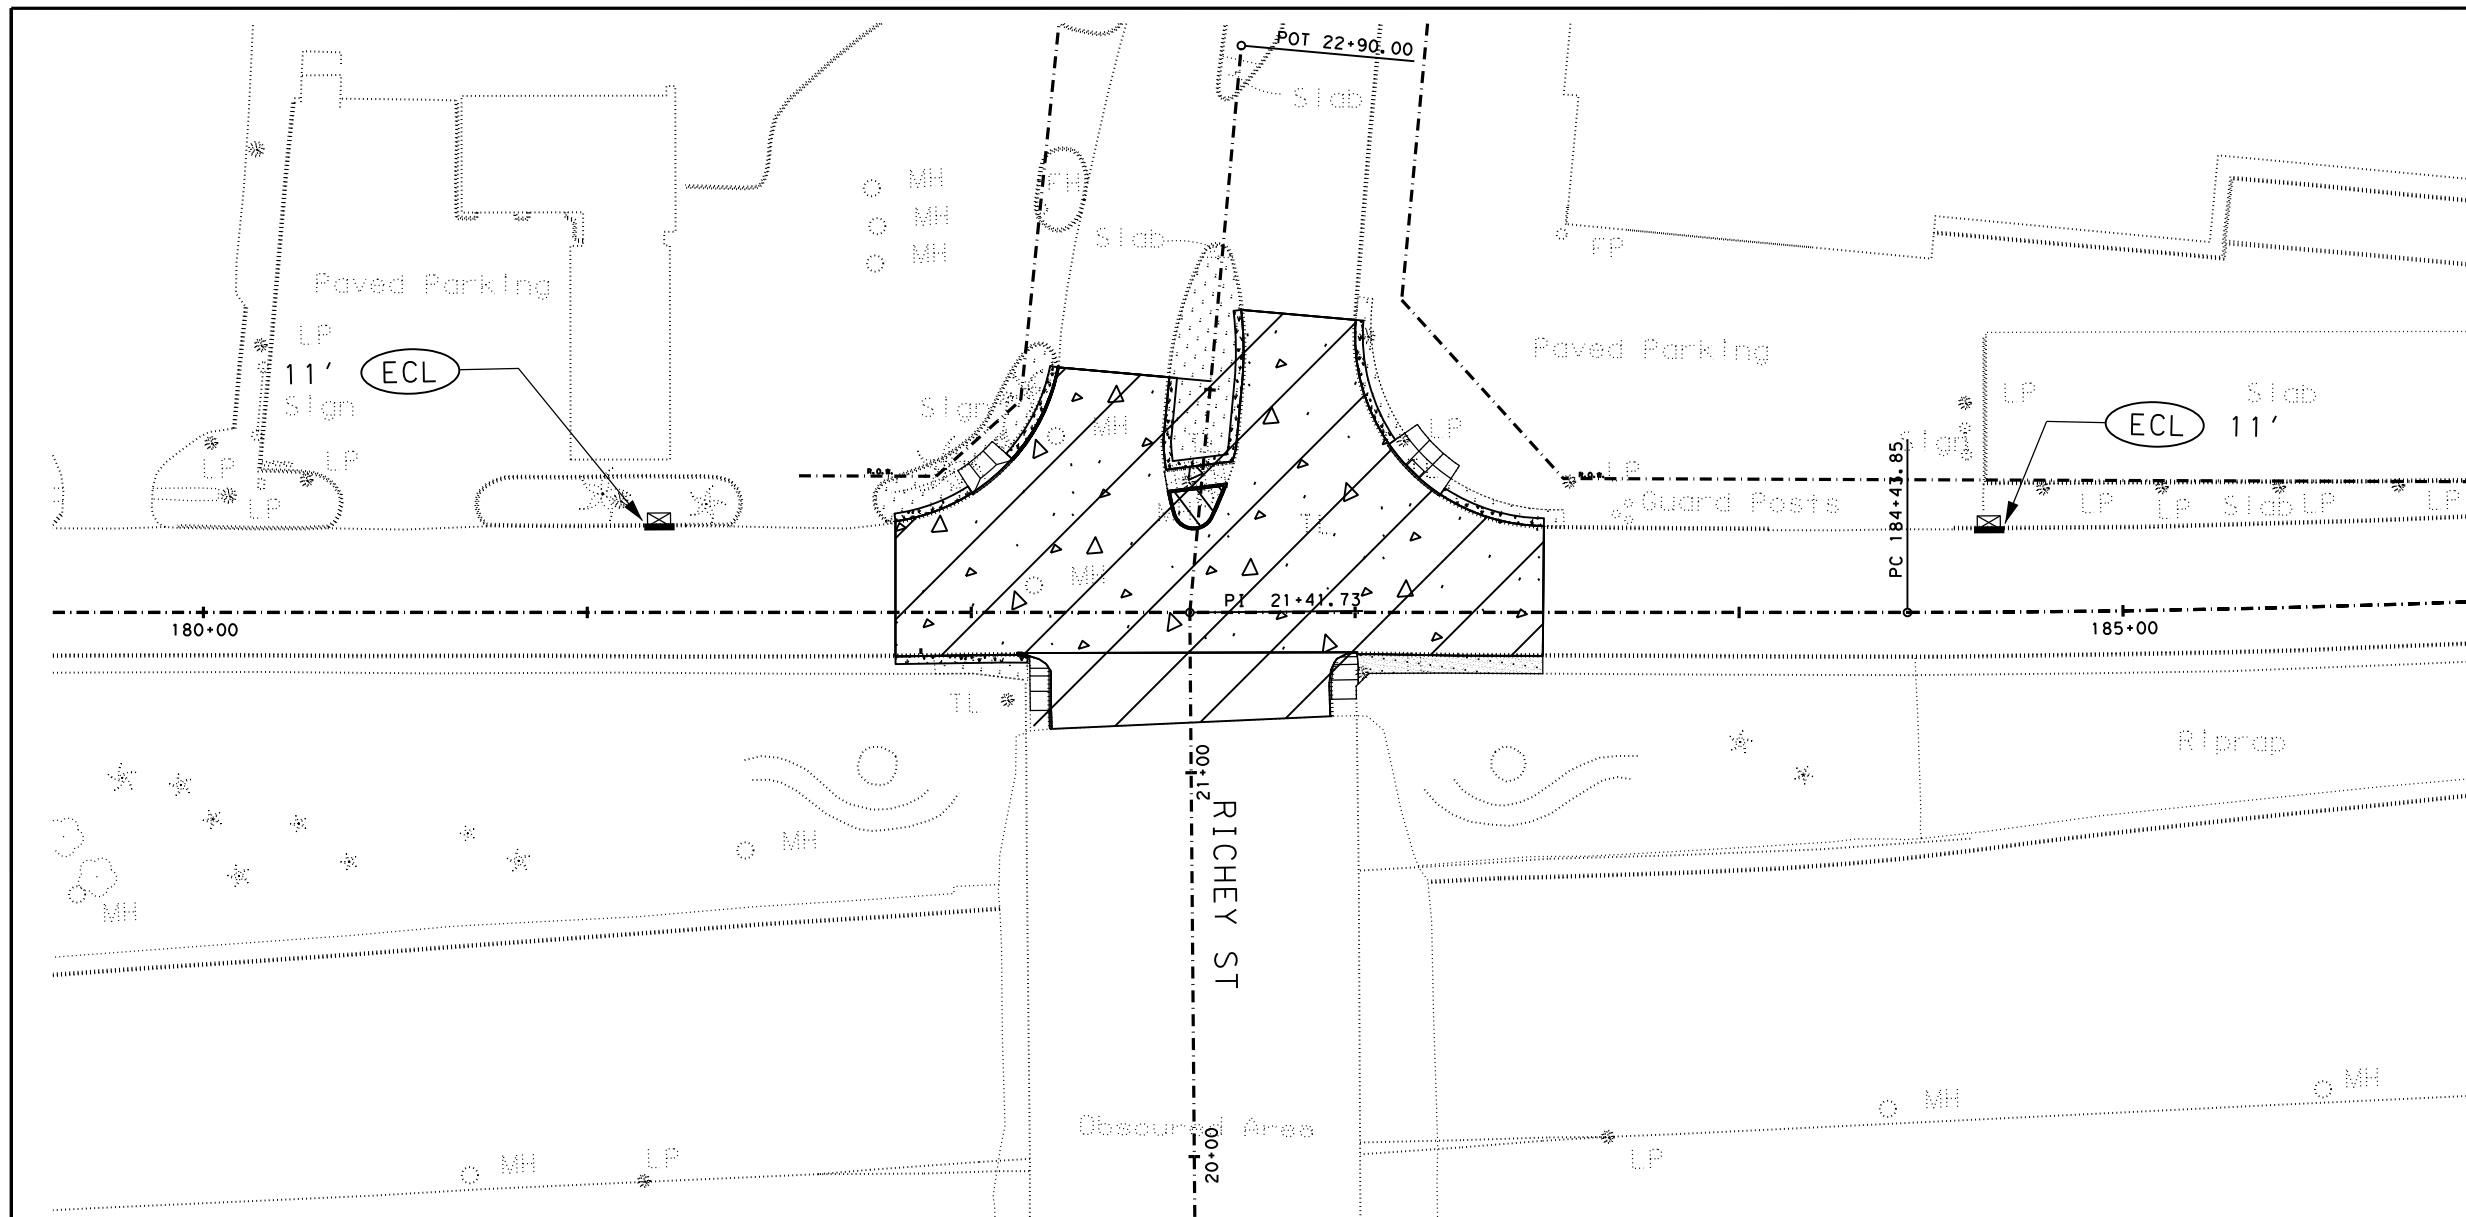 POT 22+90.00
Slab
MH
FH
MH
Slab
MH
FP
Paved Parking
LP
Paved Parking
11' ECL
Sign
LP
Slab
Sign
MH
LP
ECL 11'
Sign
LP
LP
LP
LP
R.O.W.
R.O.W.
PC 184+43.85
Guard Posts
LP
LP
Slab
LP
LP
TL
MH
PI 21+41.73
180+00
185+00
TL
Riprap
21+00
RICHEY ST
MH
MH
Obscured Area
20+00
MH
MH
MH
LP
LP